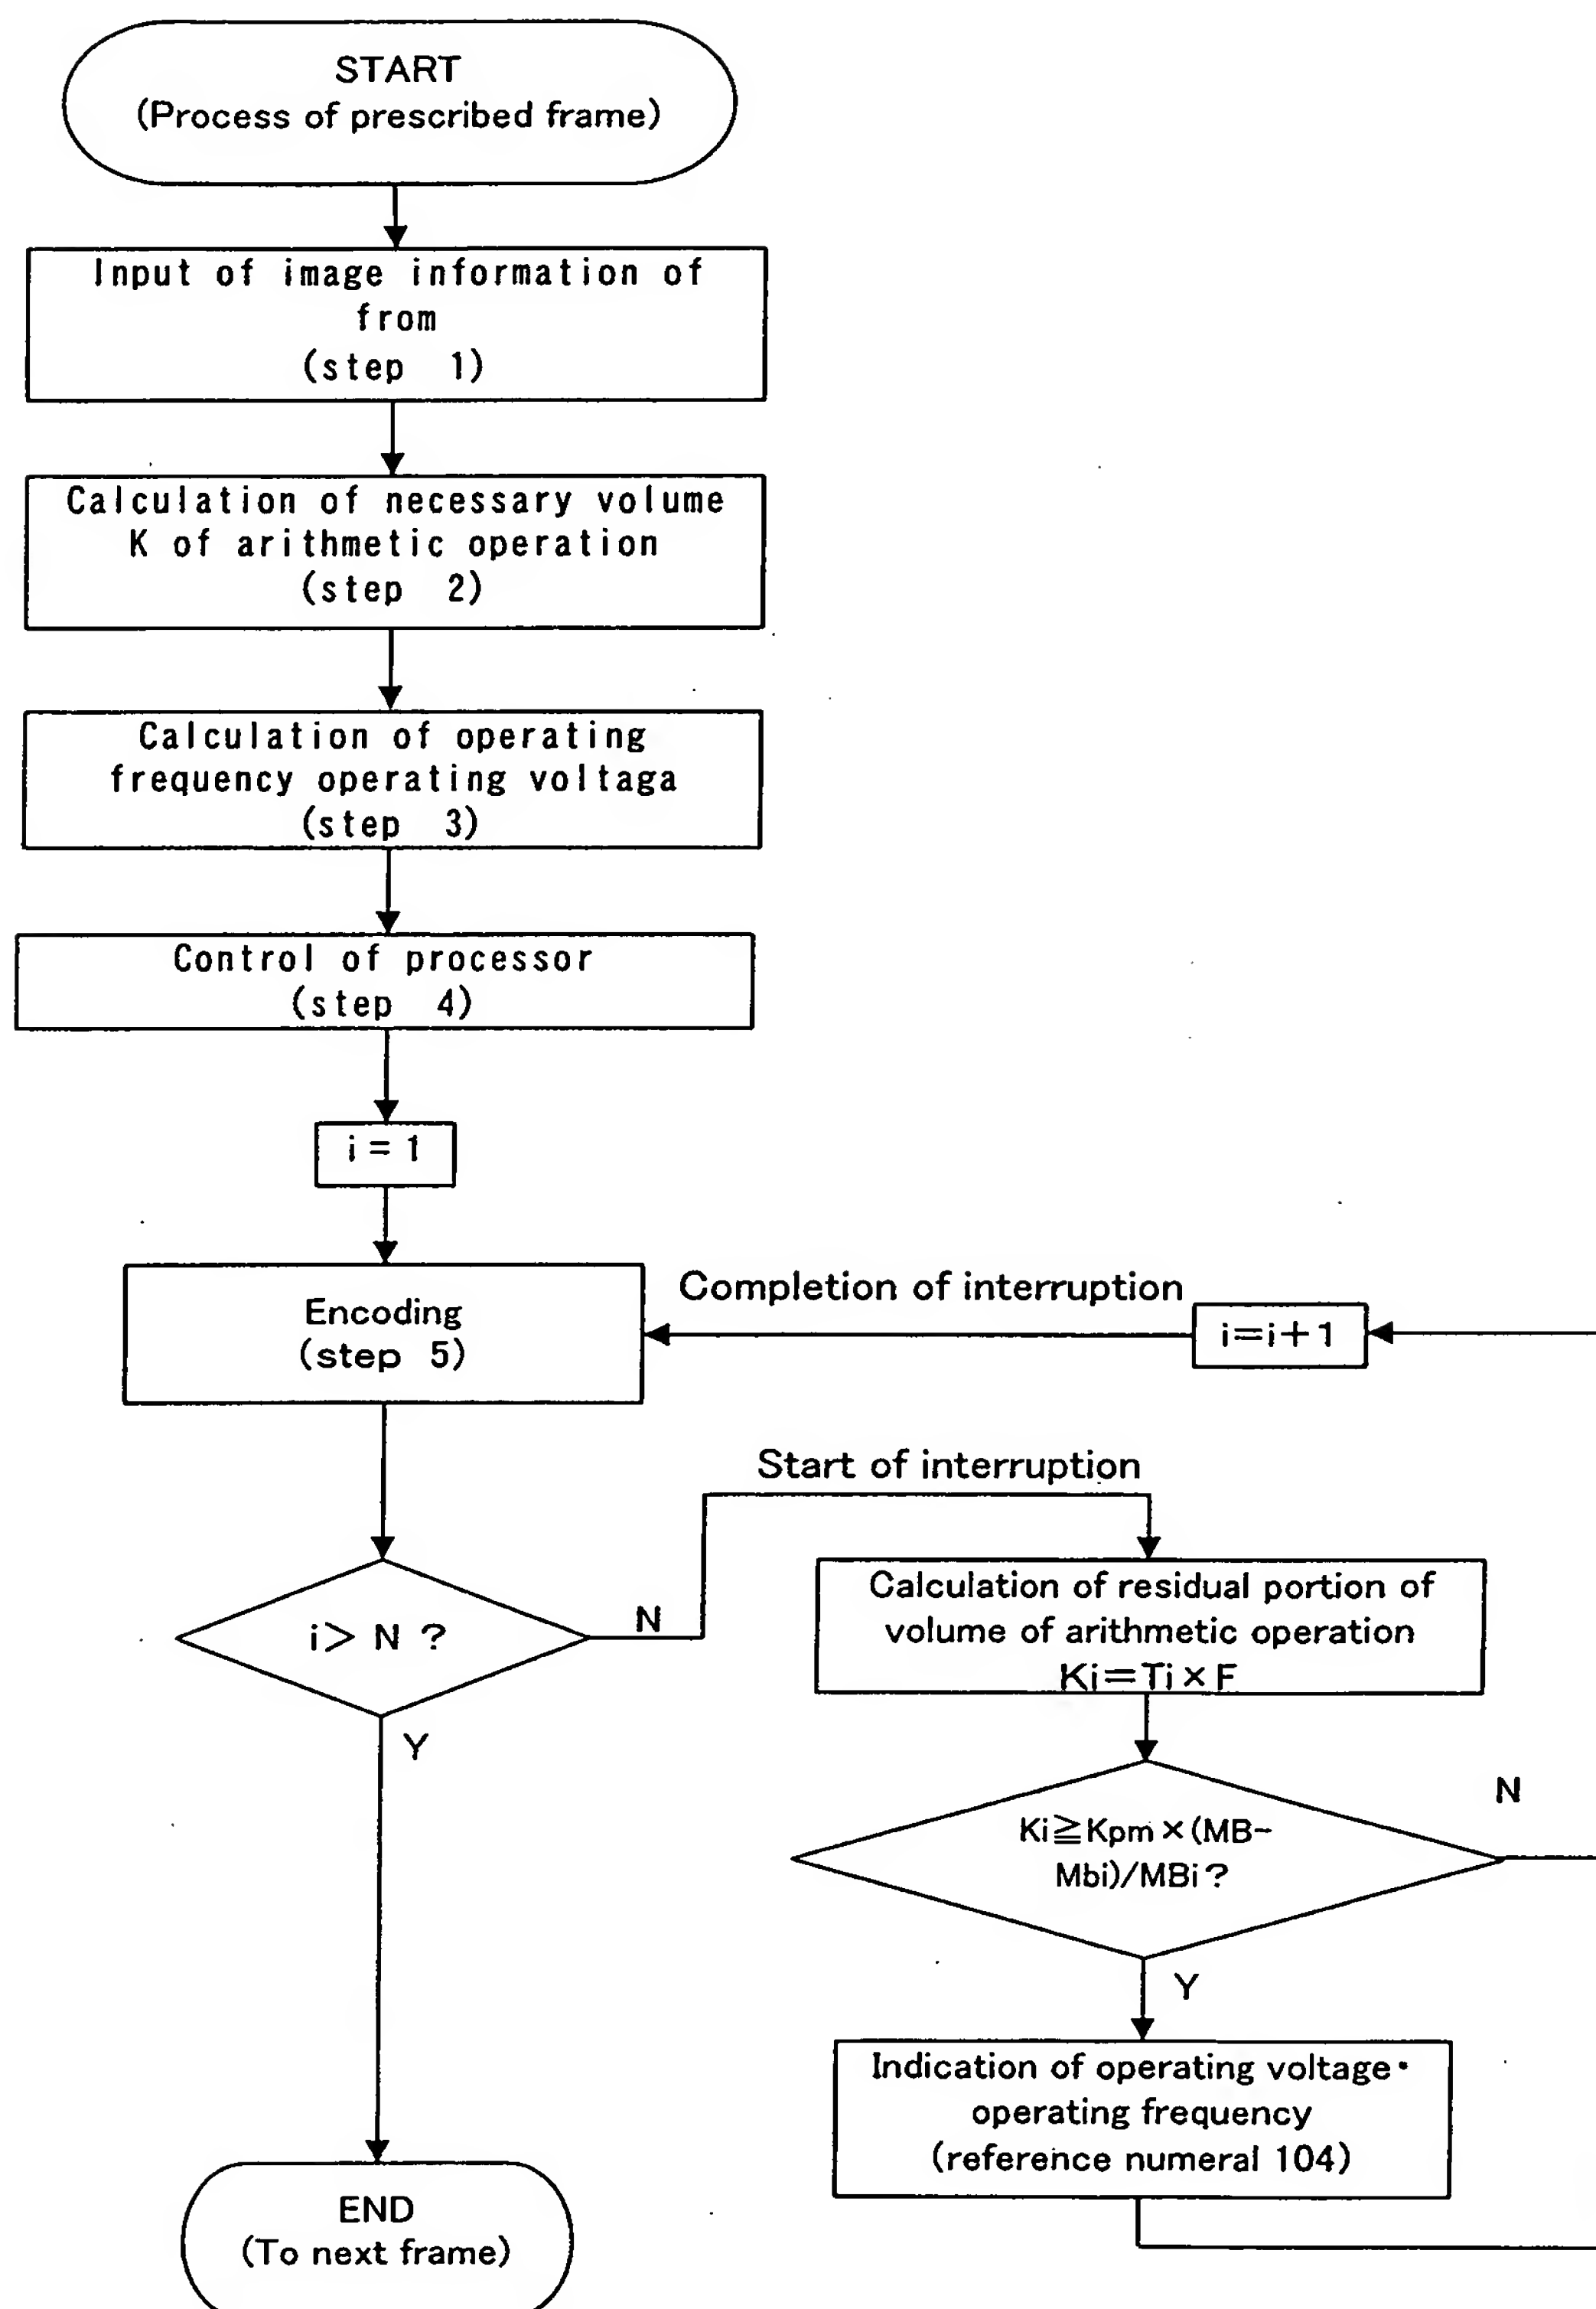 START
(Process of prescribed frame)
Input of image information of
from
(step 1)
Calculation of necessary volume
K of arithmetic operation
(step 2)
Calculation of operating
frequency operating voltaga
(step 3)
Control of processor
(step 4)
i = 1
Encoding
(step 5)
Completion of interruption
i=i+1
Start of interruption
i> N ?
N
Y
Calculation of residual portion of
volume of arithmetic operation
Ki=Ti×F
Ki≧Kpm×(MB-
Mbi)/MBi?
N
Y
Indication of operating voltage・
operating frequency
(reference numeral 104)
END
(To next frame)